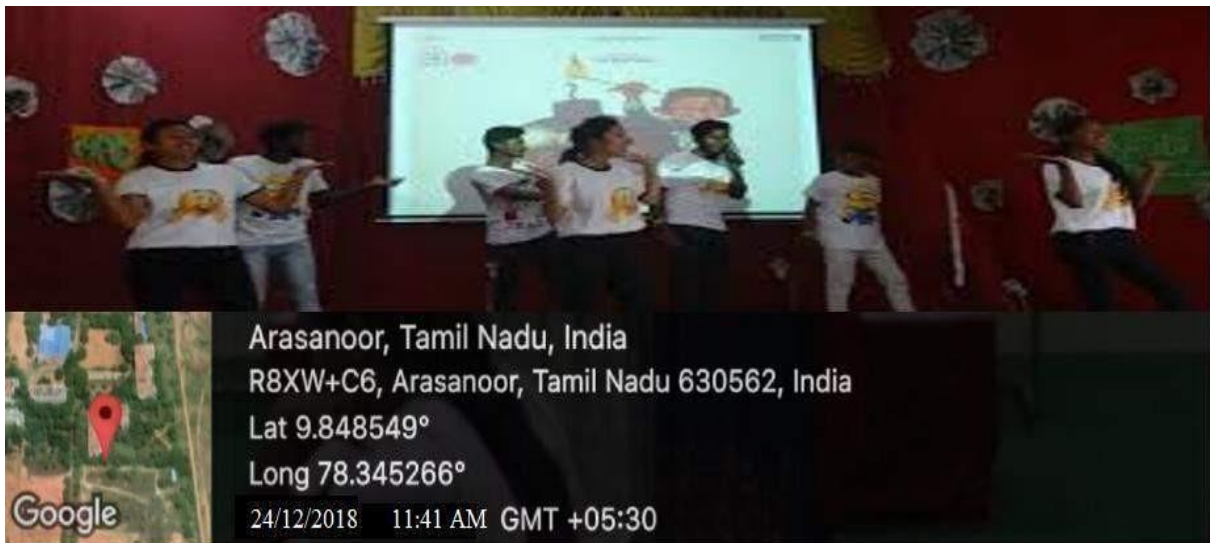 Arasanoor, Tamil Nadu, India
R8XW+C6, Arasanoor, Tamil Nadu 630562, India
Lat 9.848549°
Long 78.345266°
24/12/2018 11:41 AM GMT +05:30
Google